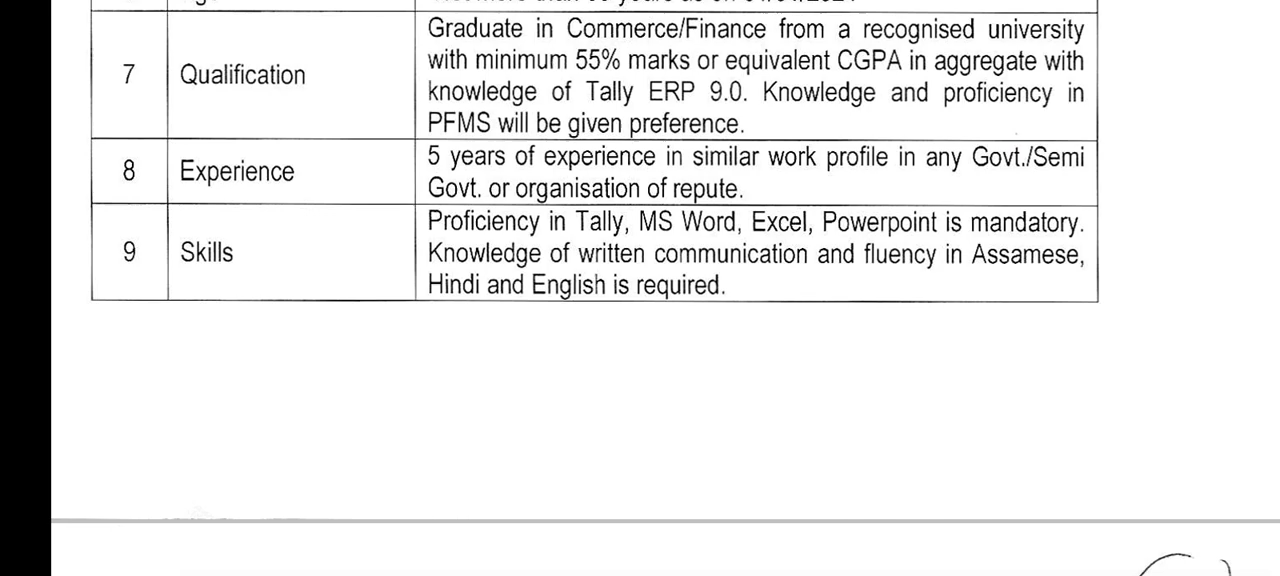 7 Qualification
Graduate in Commerce/Finance from a recognised university
with minimum 55% marks or equivalent CGPA in aggregate with
knowledge of Tally ERP 9.0. Knowledge and proficiency in
PFMS will be given preference.
8 Experience
5 years of experience in similar work profile in any Govt./Semi
Govt. or organisation of repute.
9 Skills
Proficiency in Tally, MS Word, Excel, Powerpoint is mandatory.
Knowledge of written communication and fluency in Assamese,
Hindi and English is required.